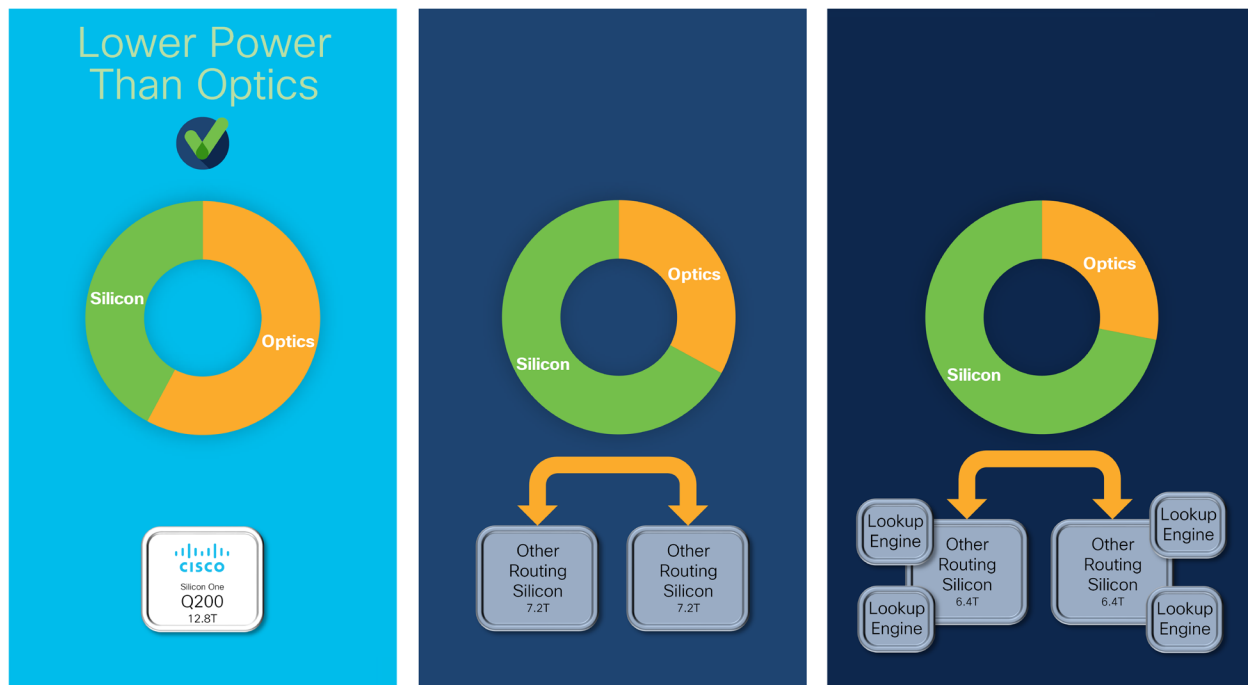 Lower Power
Than Optics
Silicon
Optics
CISCO
Silicon One
Q200
12.8T
Optics
Silicon
Other
Routing
Silicon
7.2T
Other
Routing
Silicon
7.2T
Optics
Silicon
Lookup
Engine
Other
Routing
Silicon
6.4T
Lookup
Engine
Other
Routing
Silicon
6.4T
Lookup
Engine
Lookup
Engine